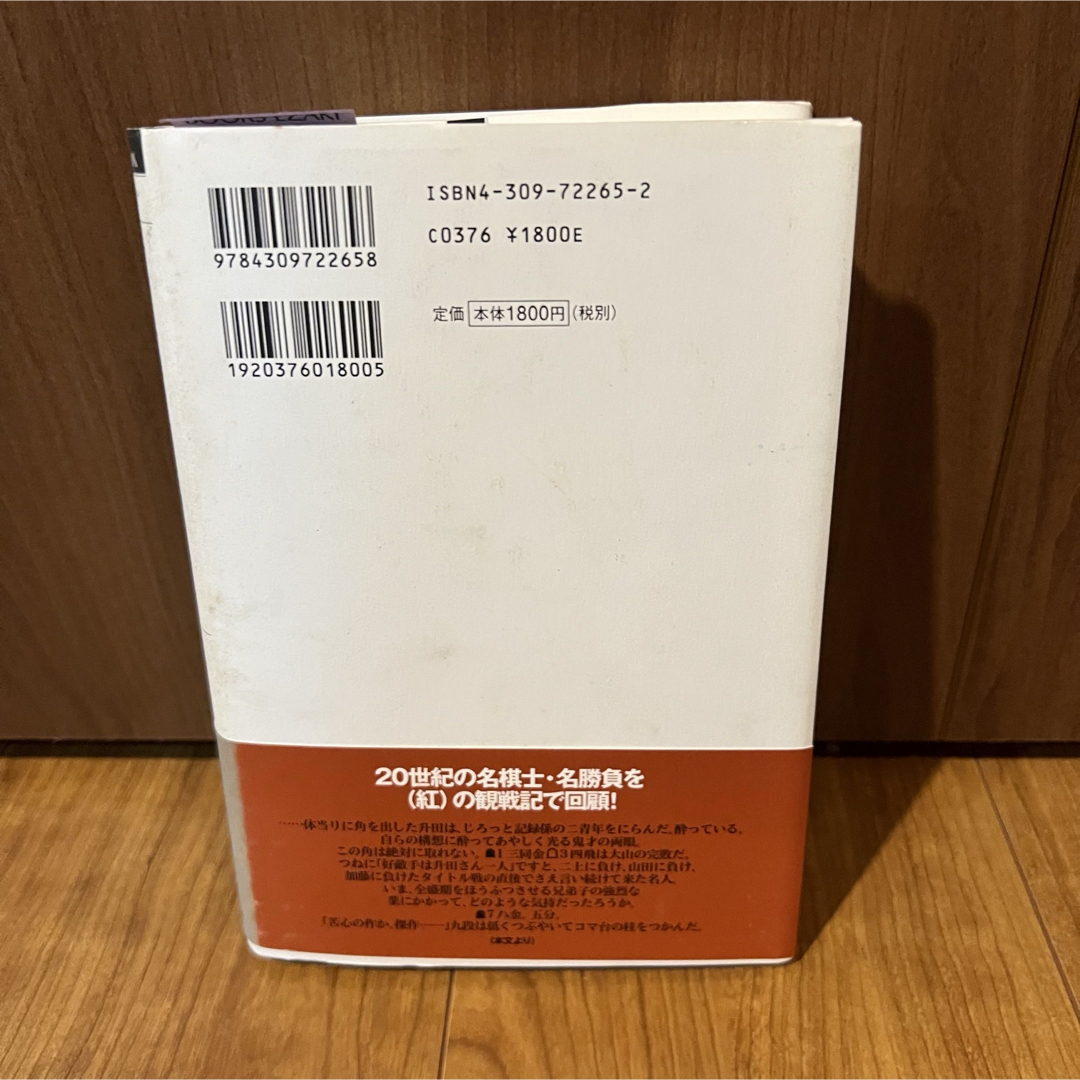 ISBN4-309-72265-2
C0376 ¥1800E
9784309722658
定価 本体1800円(税別)
1920376018005
20世紀の名棋士・名勝負を
(紅)の観戦記で回顧!
……体当りに角を出した升田は、じろっと記録係の二青年をにらんだ。酔っている。
自らの構想に酔ってあやしく光る鬼才の両眼。
この角は絶対に取れない。☗1三同金☖3四飛は大山の完敗だ。
つねに「好敵手は升田さん一人」ですと、二上に負け、山田に負け、
加藤に負けたタイトル戦の直後でさえ言い続けて来た名人。
いま、全盛期をほうふつさせる兄弟子の強烈な
業にかかって、どのような気持だったろうか。
☗7八金。五分。
「苦心の作か、傑作——」九段は低くつぶやいてコマ台の桂をつかんだ。
(本文より)